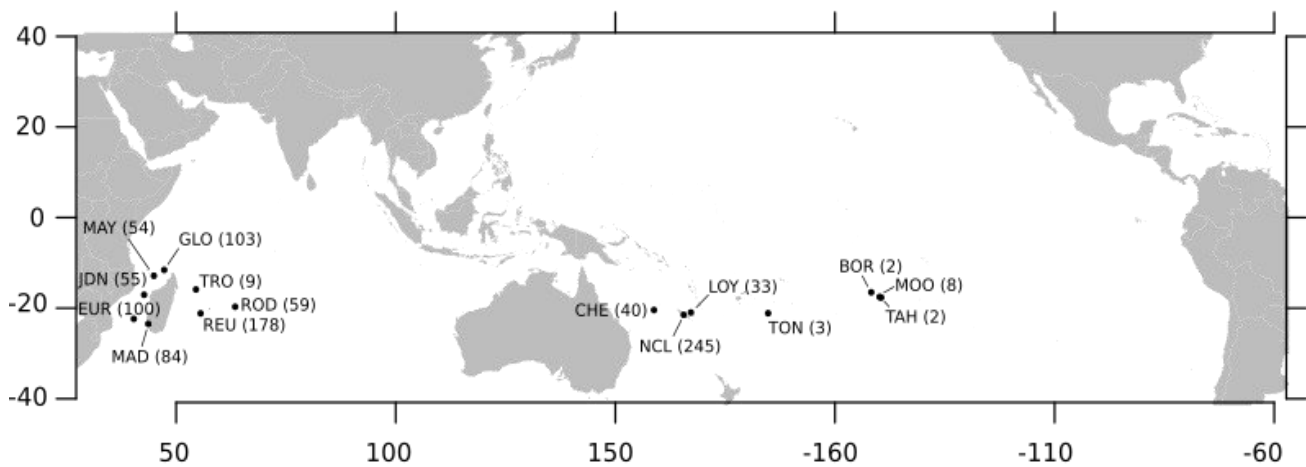 40
20
0
-20
-40
MAY (54)
GLO (103)
JDN (55)
TRO (9)
EUR (100)
ROD (59)
REU (178)
MAD (84)
CHE (40)
LOY (33)
NCL (245)
TON (3)
BOR (2)
MOO (8)
TAH (2)
50
100
150
-160
-110
-60